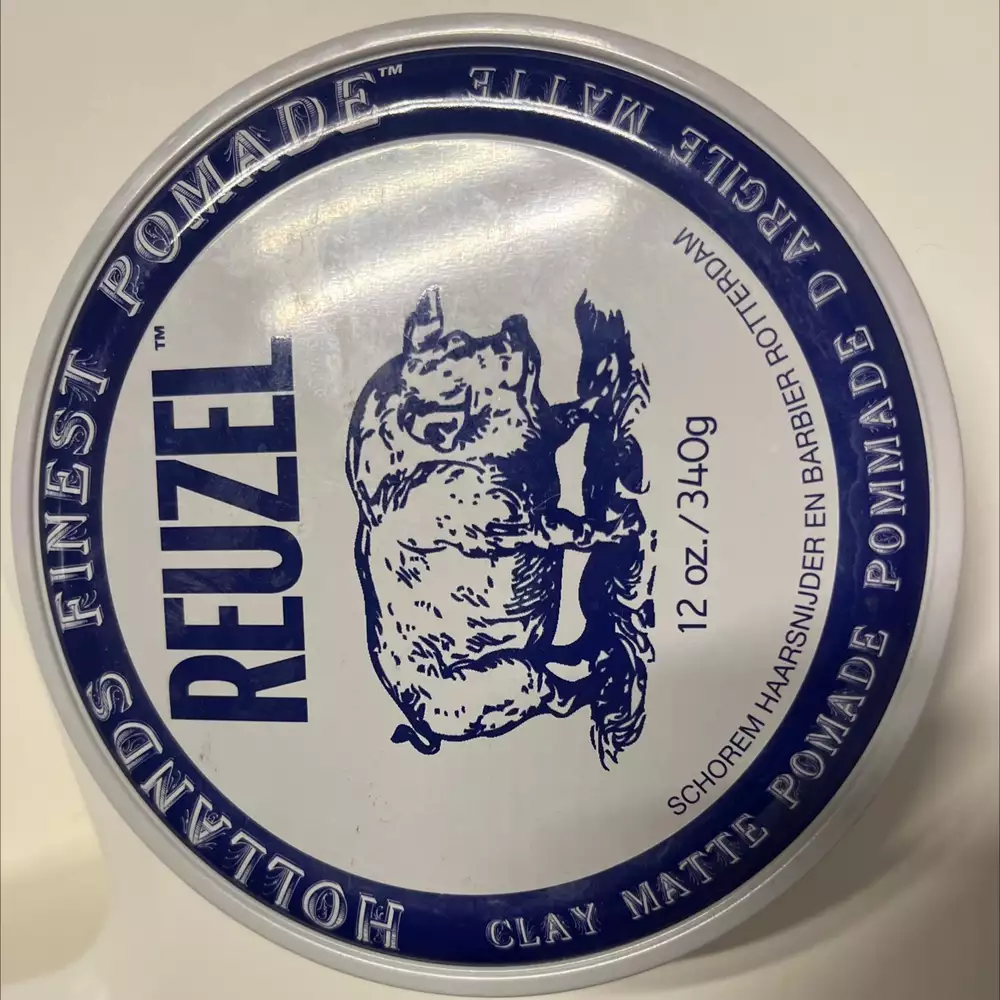 HOLLANDS FINEST POMADE™
REUZEL™
12 oz. / 340g
SCHOREM HAARSNIJDER EN BARBIER ROTTERDAM
CLAY MATTE POMADE POMMADE D ARGILE MATTE